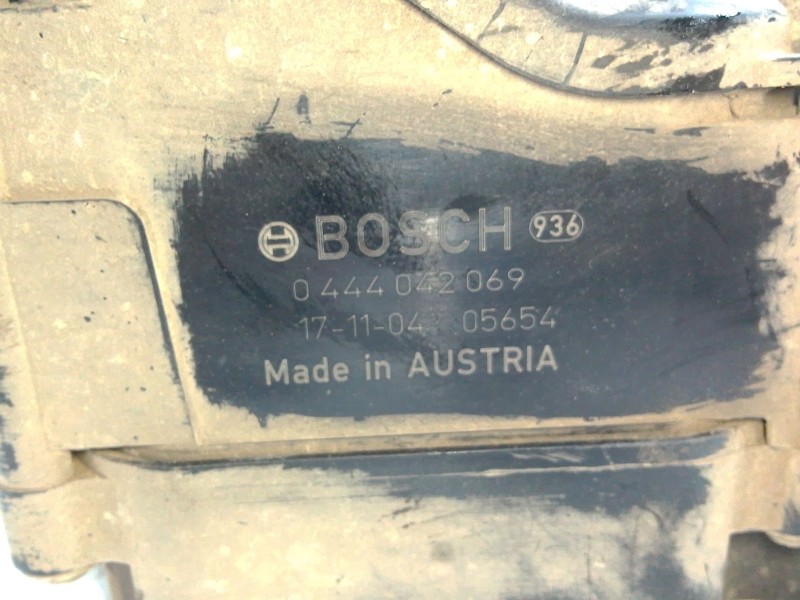 BOSCH 936
0 444 042 069
17-11-04 05654
Made in AUSTRIA